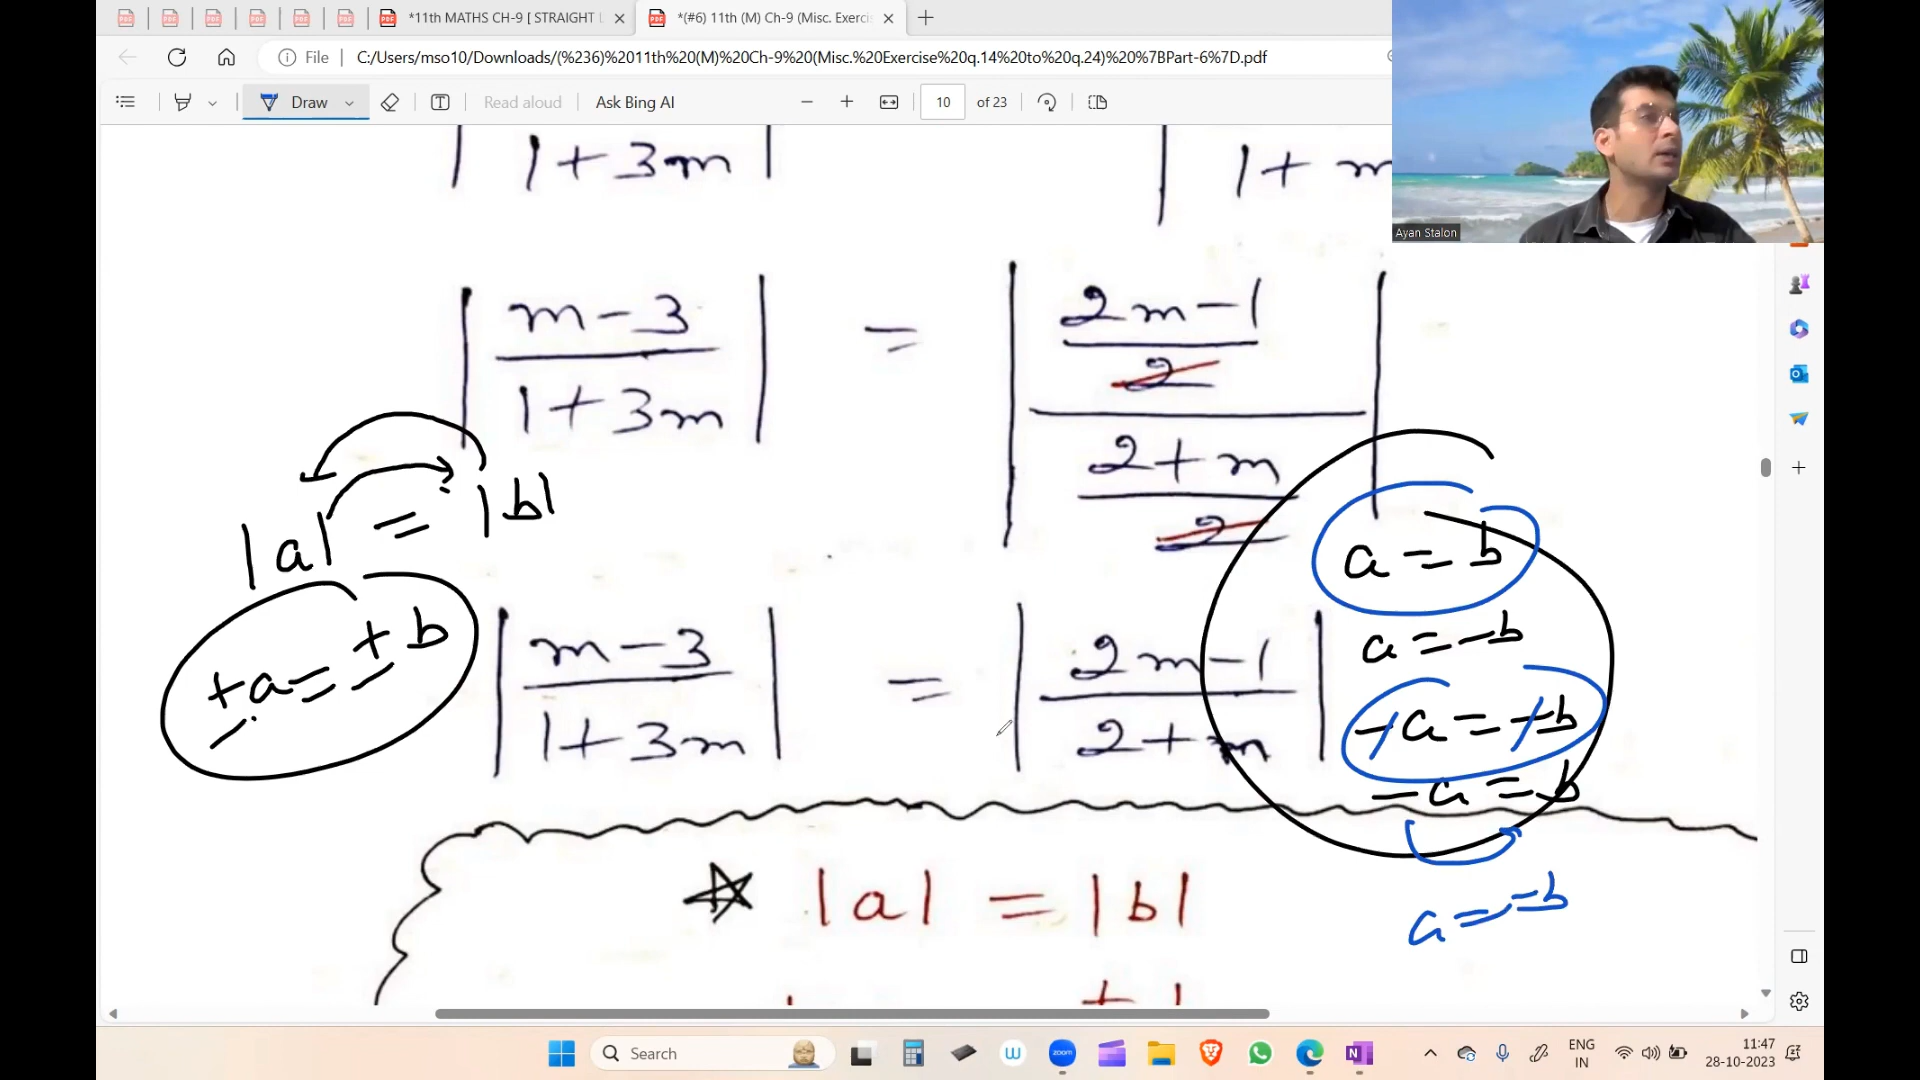 *11th MATHS CH-9 [ STRAIGHT L
*(#6) 11th (M) Ch-9 (Misc. Exercis
File
C:/Users/mso10/Downloads/(%236)%2011th%20(M)%20Ch-9%20(Misc.%20Exercise%20q.14%20to%20q.24)%20%7BPart-6%7D.pdf
Draw
Read aloud
Ask Bing AI
10 of 23
Ayan Stalon
| 1+3m | | 1+m
| (m-3)/(1+3m) | = | ((2m-1)/2)/((2+m)/2) |
|a| = |b|
+a = ±b
| (m-3)/(1+3m) | = | (2m-1)/(2+m) |
a = b
a = -b
-a = -b
-a = b
a = -b
☆ |a| = |b|
Search
ENG
IN
11:47
28-10-2023